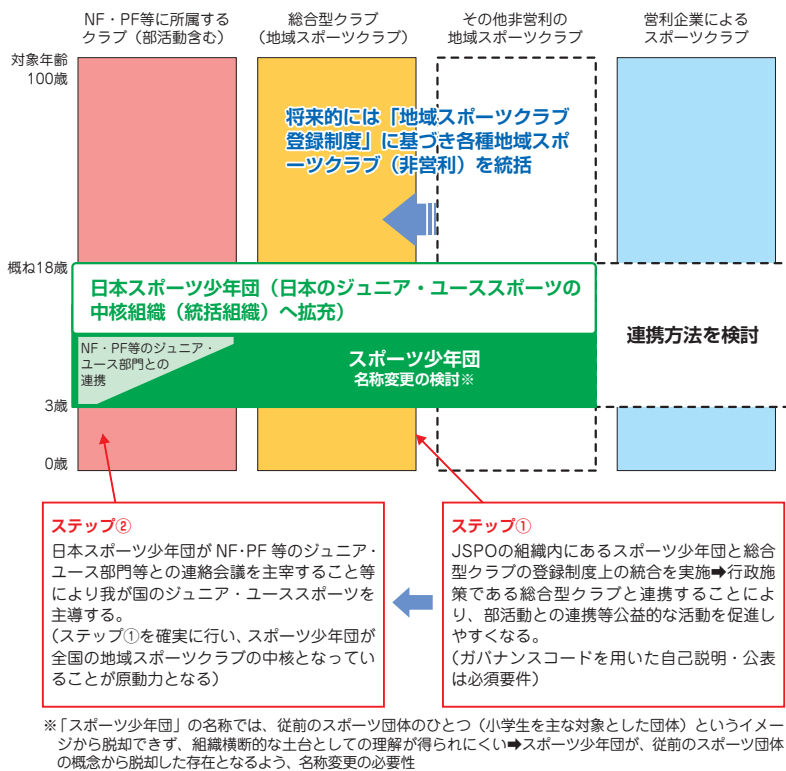 NF・PF等に所属する
クラブ（部活動含む）
総合型クラブ
（地域スポーツクラブ）
その他非営利の
地域スポーツクラブ
営利企業による
スポーツクラブ
対象年齢
100歳
将来的には「地域スポーツクラブ
登録制度」に基づき各種地域スポ
ーツクラブ（非営利）を統括
概ね18歳
日本スポーツ少年団（日本のジュニア・ユーススポーツの
中核組織（統括組織）へ拡充）
連携方法を検討
NF・PF等のジュニア・
ユース部門との
連携
スポーツ少年団
名称変更の検討※
3歳
0歳
ステップ②
日本スポーツ少年団が NF･PF 等のジュニア・
ユース部門等との連絡会議を主宰すること等
により我が国のジュニア・ユーススポーツを
主導する。
（ステップ①を確実に行い、スポーツ少年団が
全国の地域スポーツクラブの中核となってい
ることが原動力となる）
ステップ①
JSPOの組織内にあるスポーツ少年団と総合
型クラブの登録制度上の統合を実施➡行政施
策である総合型クラブと連携することによ
り、部活動との連携等公益的な活動を促進し
やすくなる。
（ガバナンスコードを用いた自己説明・公表
は必須要件）
※「スポーツ少年団」の名称では、従前のスポーツ団体のひとつ（小学生を主な対象とした団体）というイメー
ジから脱却できず、組織横断的な土台としての理解が得られにくい➡スポーツ少年団が、従前のスポーツ団体
の概念から脱却した存在となるよう、名称変更の必要性